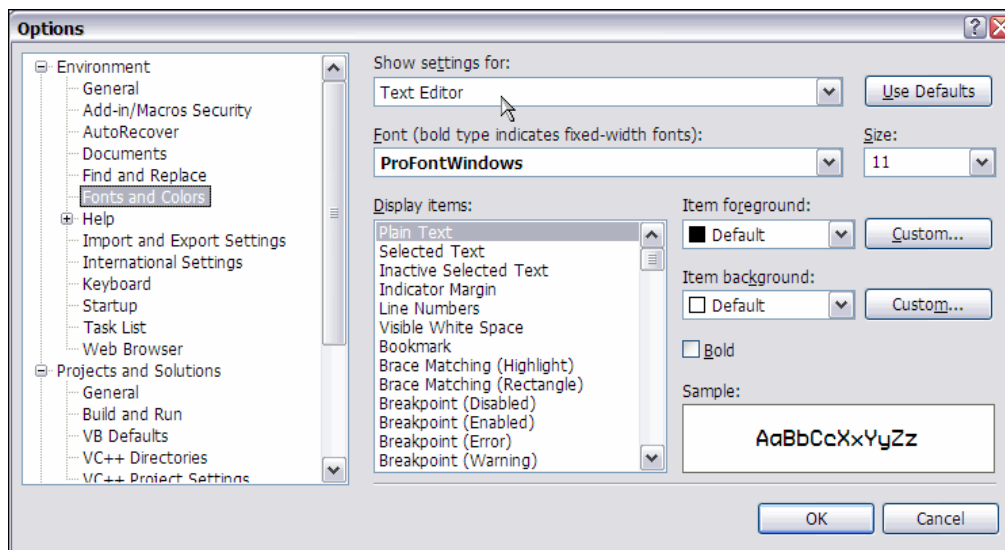 Options
Environment
General
Add-in/Macros Security
AutoRecover
Documents
Find and Replace
Fonts and Colors
Help
Import and Export Settings
International Settings
Keyboard
Startup
Task List
Web Browser
Projects and Solutions
General
Build and Run
VB Defaults
VC++ Directories
VC++ Project Settings
Show settings for:
Text Editor
Use Defaults
Font (bold type indicates fixed-width fonts):
Size:
ProFontWindows
11
Display items:
Plain Text
Selected Text
Inactive Selected Text
Indicator Margin
Line Numbers
Visible White Space
Bookmark
Brace Matching (Highlight)
Brace Matching (Rectangle)
Breakpoint (Disabled)
Breakpoint (Enabled)
Breakpoint (Error)
Breakpoint (Warning)
Item foreground:
Default
Custom...
Item background:
Default
Custom...
Bold
Sample:
AaBbCcXxYyZz
OK
Cancel